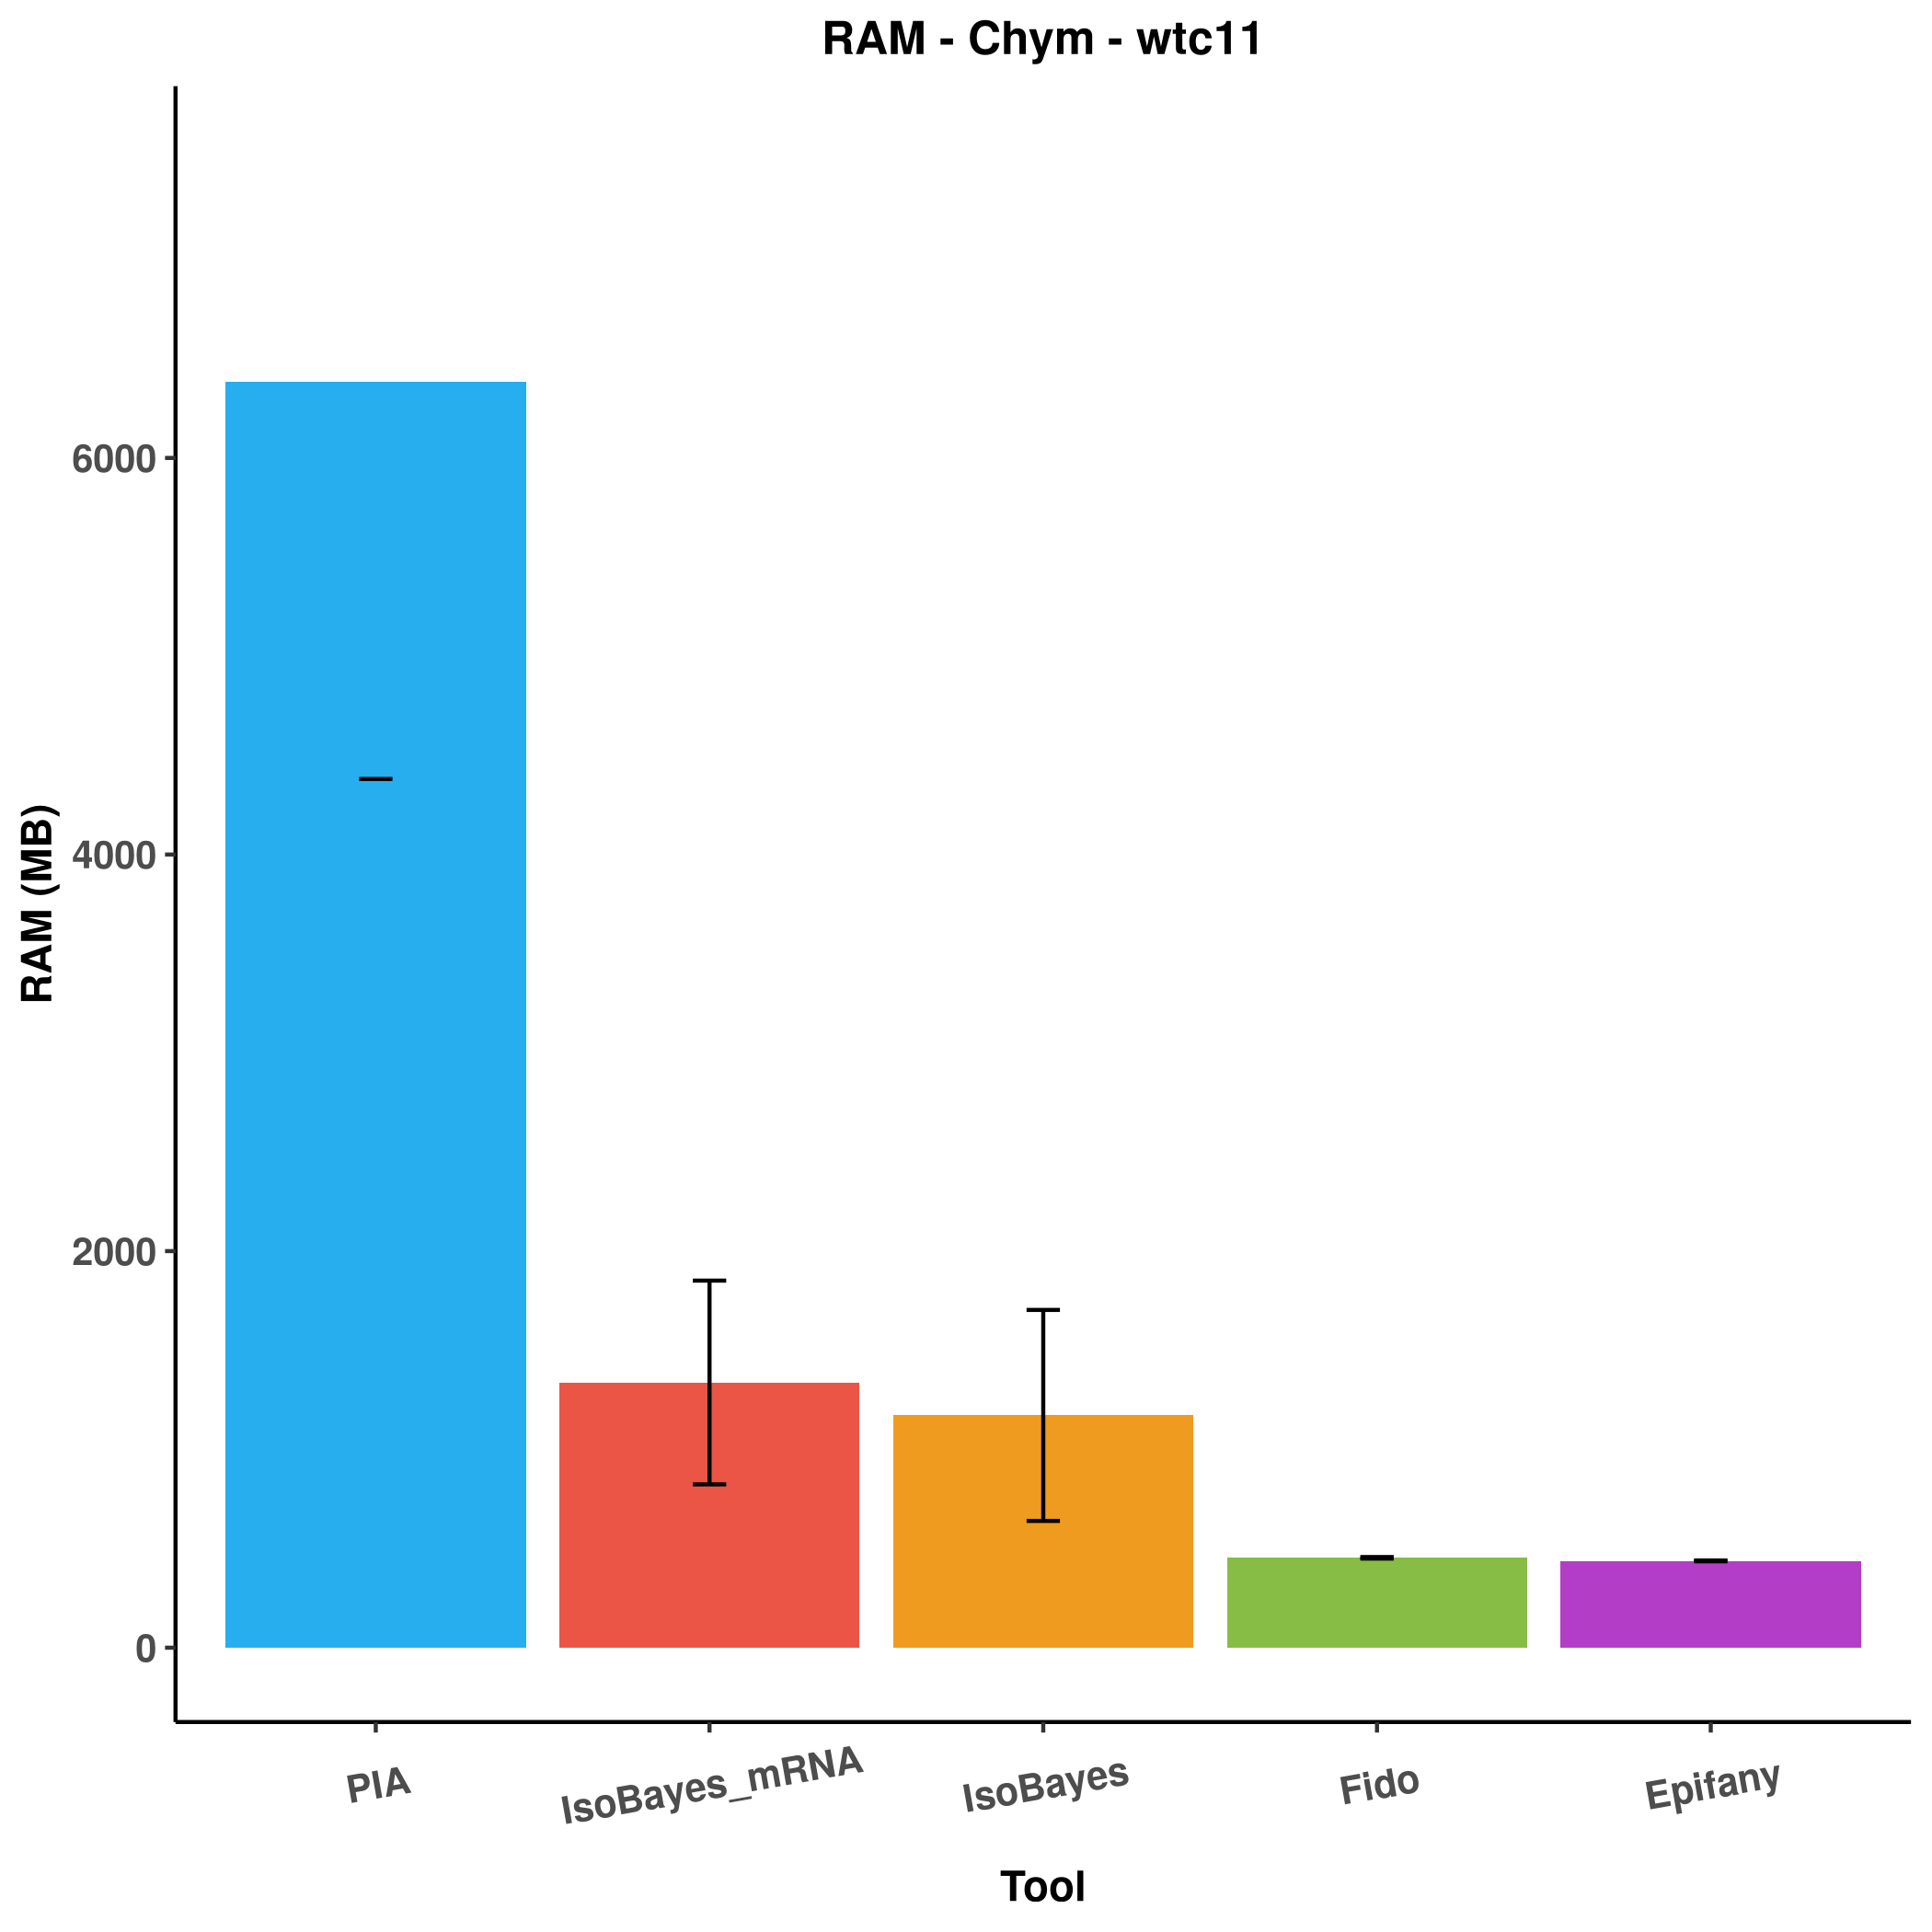 RAM - Chym - wtc11
RAM (MB)
6000
4000
2000
0
PIA
IsoBayes_mRNA
IsoBayes
Fido
Epifany
Tool